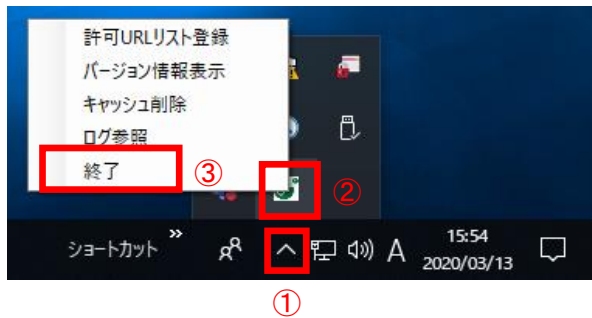 許可URLリスト登録
バージョン情報表示
キャッシュ削除
ログ参照
終了
③
②
ショートカット
»
A
15:54
2020/03/13
①